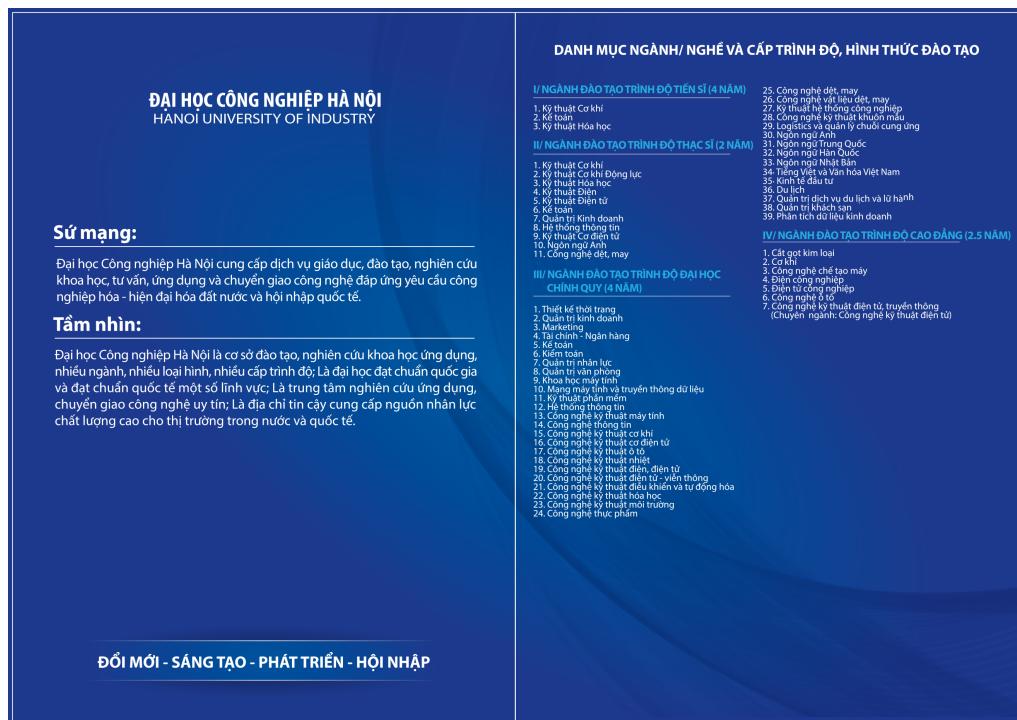 ĐẠI HỌC CÔNG NGHIỆP HÀ NỘI
HANOI UNIVERSITY OF INDUSTRY
Sứ mạng:
Đại học Công nghiệp Hà Nội cung cấp dịch vụ giáo dục, đào tạo, nghiên cứu
khoa học, tư vấn, ứng dụng và chuyển giao công nghệ đáp ứng yêu cầu công
nghiệp hóa - hiện đại hóa đất nước và hội nhập quốc tế.
Tầm nhìn:
Đại học Công nghiệp Hà Nội là cơ sở đào tạo, nghiên cứu khoa học ứng dụng,
nhiều ngành, nhiều loại hình, nhiều cấp trình độ; Là đại học đạt chuẩn quốc gia
và đạt chuẩn quốc tế một số lĩnh vực; Là trung tâm nghiên cứu ứng dụng,
chuyển giao công nghệ uy tín; Là địa chỉ tin cậy cung cấp nguồn nhân lực
chất lượng cao cho thị trường trong nước và quốc tế.
ĐỔI MỚI - SÁNG TẠO - PHÁT TRIỂN - HỘI NHẬP
DANH MỤC NGÀNH/ NGHỀ VÀ CẤP TRÌNH ĐỘ, HÌNH THỨC ĐÀO TẠO
I/ NGÀNH ĐÀO TẠO TRÌNH ĐỘ TIẾN SĨ (4 NĂM)
1. Kỹ thuật Cơ khí
2. Kế toán
3. Kỹ thuật Hóa học
II/ NGÀNH ĐÀO TẠO TRÌNH ĐỘ THẠC SĨ (2 NĂM)
1. Kỹ thuật Cơ khí
2. Kỹ thuật Cơ khí Động lực
3. Kỹ thuật Hóa học
4. Kỹ thuật Điện
5. Kỹ thuật Điện tử
6. Kế toán
7. Quản trị Kinh doanh
8. Hệ thống thông tin
9. Kỹ thuật Cơ điện tử
10. Ngôn ngữ Anh
11. Công nghệ dệt, may
III/ NGÀNH ĐÀO TẠO TRÌNH ĐỘ ĐẠI HỌC
CHÍNH QUY (4 NĂM)
1. Thiết kế thời trang
2. Quản trị kinh doanh
3. Marketing
4. Tài chính - Ngân hàng
5. Kế toán
6. Kiểm toán
7. Quản trị nhân lực
8. Quản trị văn phòng
9. Khoa học máy tính
10. Mạng máy tính và truyền thông dữ liệu
11. Kỹ thuật phần mềm
12. Hệ thống thông tin
13. Công nghệ kỹ thuật máy tính
14. Công nghệ thông tin
15. Công nghệ kỹ thuật cơ khí
16. Công nghệ kỹ thuật cơ điện tử
17. Công nghệ kỹ thuật ô tô
18. Công nghệ kỹ thuật nhiệt
19. Công nghệ kỹ thuật điện, điện tử
20. Công nghệ kỹ thuật điện tử - viễn thông
21. Công nghệ kỹ thuật điều khiển và tự động hóa
22. Công nghệ kỹ thuật hóa học
23. Công nghệ kỹ thuật môi trường
24. Công nghệ thực phẩm
25. Công nghệ dệt, may
26. Công nghệ vật liệu dệt, may
27. Kỹ thuật hệ thống công nghiệp
28. Công nghệ kỹ thuật khuôn mẫu
29. Logistics và quản lý chuỗi cung ứng
30. Ngôn ngữ Anh
31. Ngôn ngữ Trung Quốc
32. Ngôn ngữ Hàn Quốc
33. Ngôn ngữ Nhật Bản
34. Tiếng Việt và Văn hóa Việt Nam
35. Kinh tế đầu tư
36. Du lịch
37. Quản trị dịch vụ du lịch và lữ hành
38. Quản trị khách sạn
39. Phân tích dữ liệu kinh doanh
IV/ NGÀNH ĐÀO TẠO TRÌNH ĐỘ CAO ĐẲNG (2.5 NĂM)
1. Cắt gọt kim loại
2. Cơ khí
3. Công nghệ chế tạo máy
4. Điện công nghiệp
5. Điện tử công nghiệp
6. Công nghệ ô tô
7. Công nghệ kỹ thuật điện tử, truyền thông
(Chuyên ngành: Công nghệ kỹ thuật điện tử)